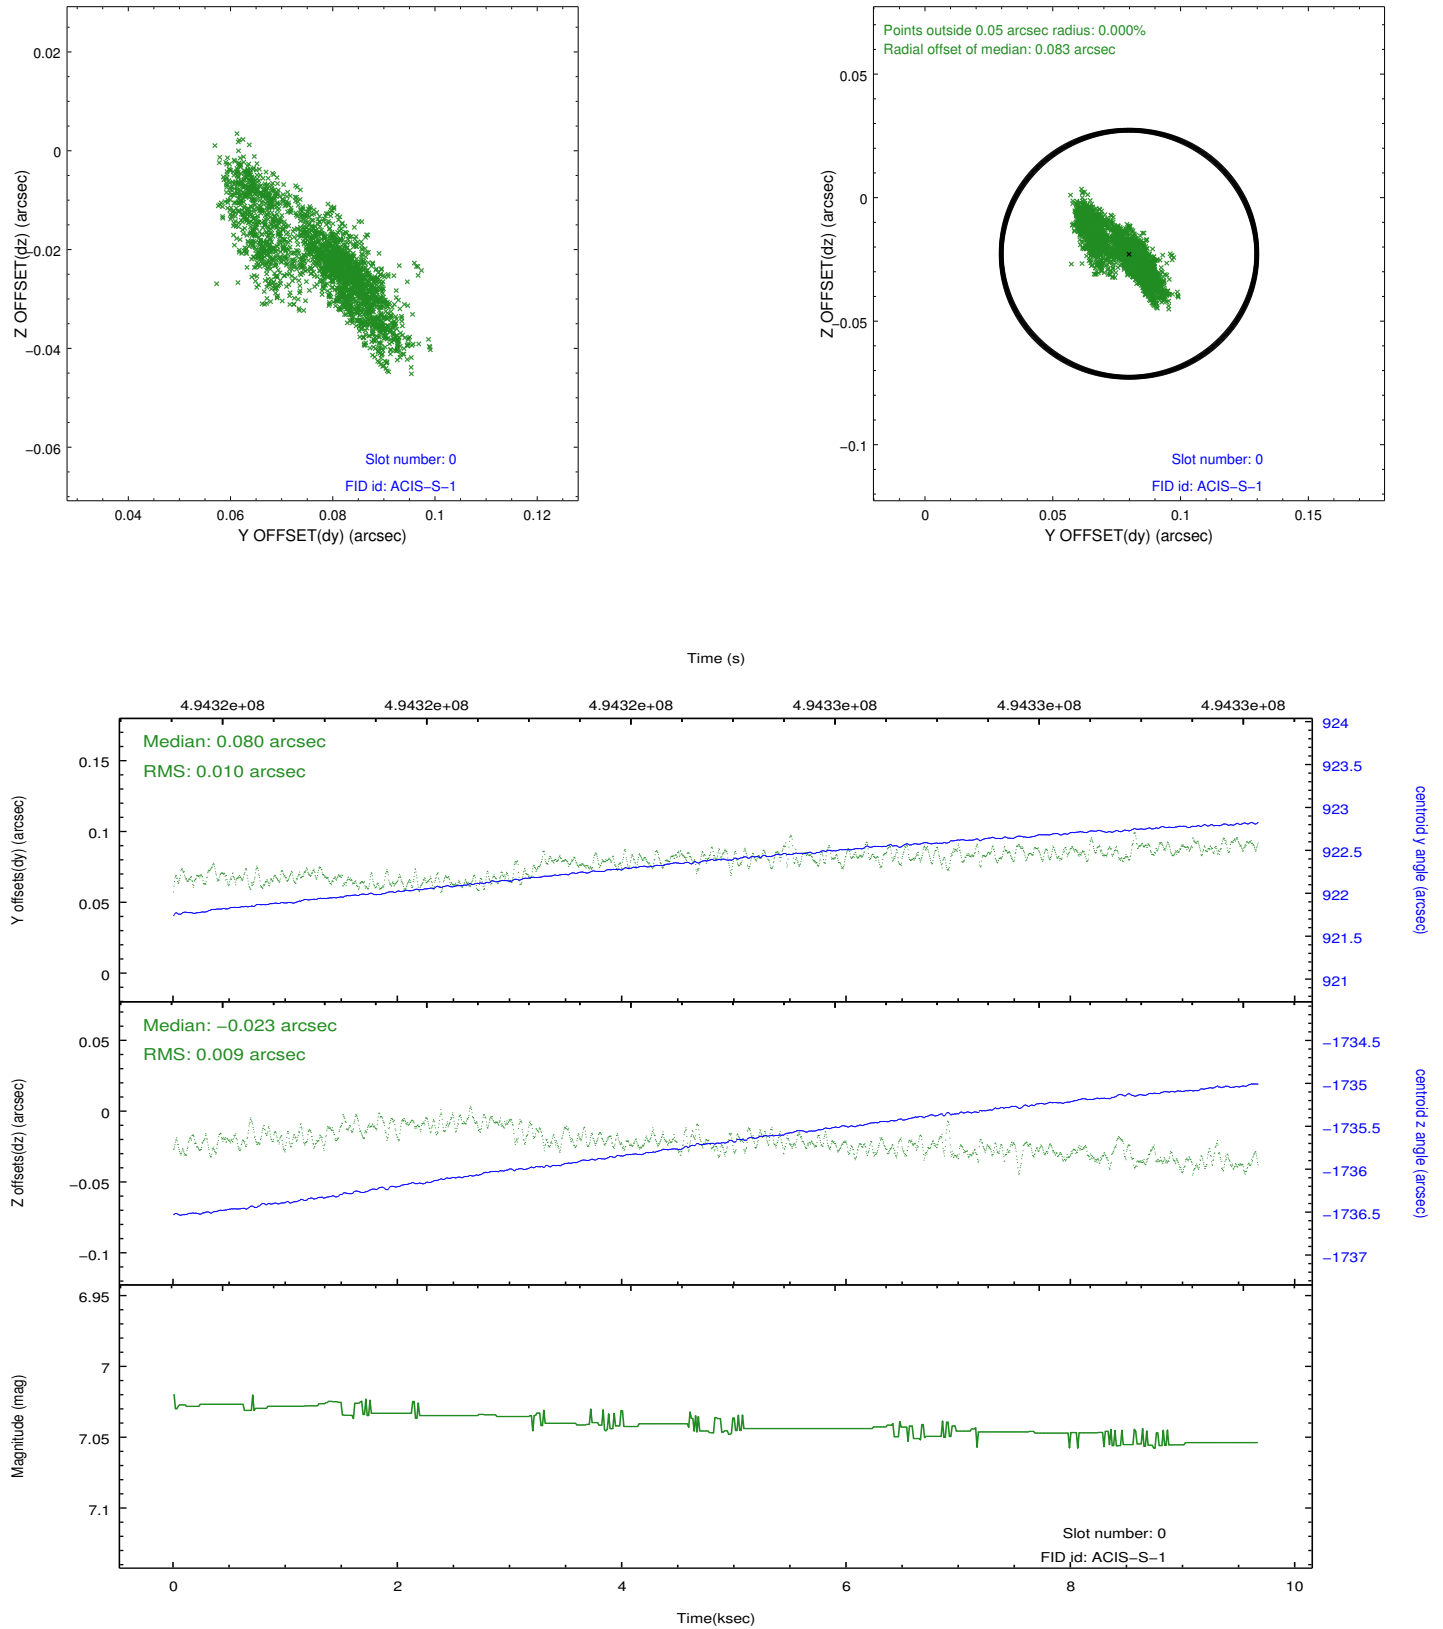 0.02
0
−0.02
−0.04
−0.06
Z OFFSET(dz) (arcsec)
Slot number: 0
FID id: ACIS−S−1
0.04
0.06
0.08
0.1
0.12
Y OFFSET(dy) (arcsec)
Points outside 0.05 arcsec radius: 0.000%
Radial offset of median: 0.083 arcsec
0.05
0
−0.05
−0.1
Z OFFSET(dz) (arcsec)
Slot number: 0
FID id: ACIS−S−1
0
0.05
0.1
0.15
Y OFFSET(dy) (arcsec)
Time (s)
4.9432e+08
4.9432e+08
4.9432e+08
4.9433e+08
4.9433e+08
4.9433e+08
Median: 0.080 arcsec
RMS: 0.010 arcsec
0.15
0.1
0.05
0
Y offsets(dy) (arcsec)
924
923.5
923
922.5
922
921.5
921
centroid y angle (arcsec)
Median: −0.023 arcsec
RMS: 0.009 arcsec
0.05
0
−0.05
−0.1
Z offsets(dz) (arcsec)
−1734.5
−1735
−1735.5
−1736
−1736.5
−1737
centroid z angle (arcsec)
6.95
7
7.05
7.1
Magnitude (mag)
Slot number: 0
FID id: ACIS−S−1
0
2
4
6
8
10
Time(ksec)